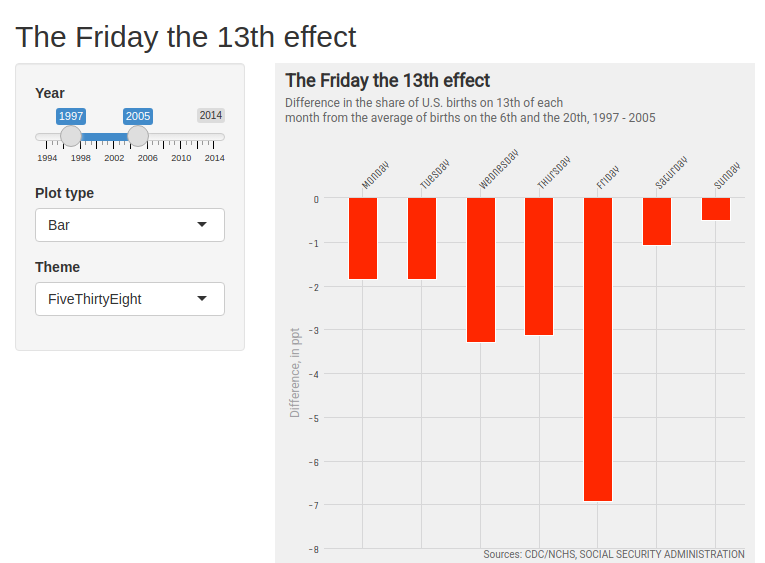 The Friday the 13th effect
Year
1997 2005 2014
1994 1998 2002 2006 2010 2014
Plot type
Bar
Theme
FiveThirtyEight
The Friday the 13th effect
Difference in the share of U.S. births on 13th of each
month from the average of births on the 6th and the 20th, 1997 - 2005
Monday Tuesday Wednesday Thursday Friday Saturday Sunday
0
-1
-2
-3
-4
-5
-6
-7
-8
Difference, in ppt
Sources: CDC/NCHS, SOCIAL SECURITY ADMINISTRATION